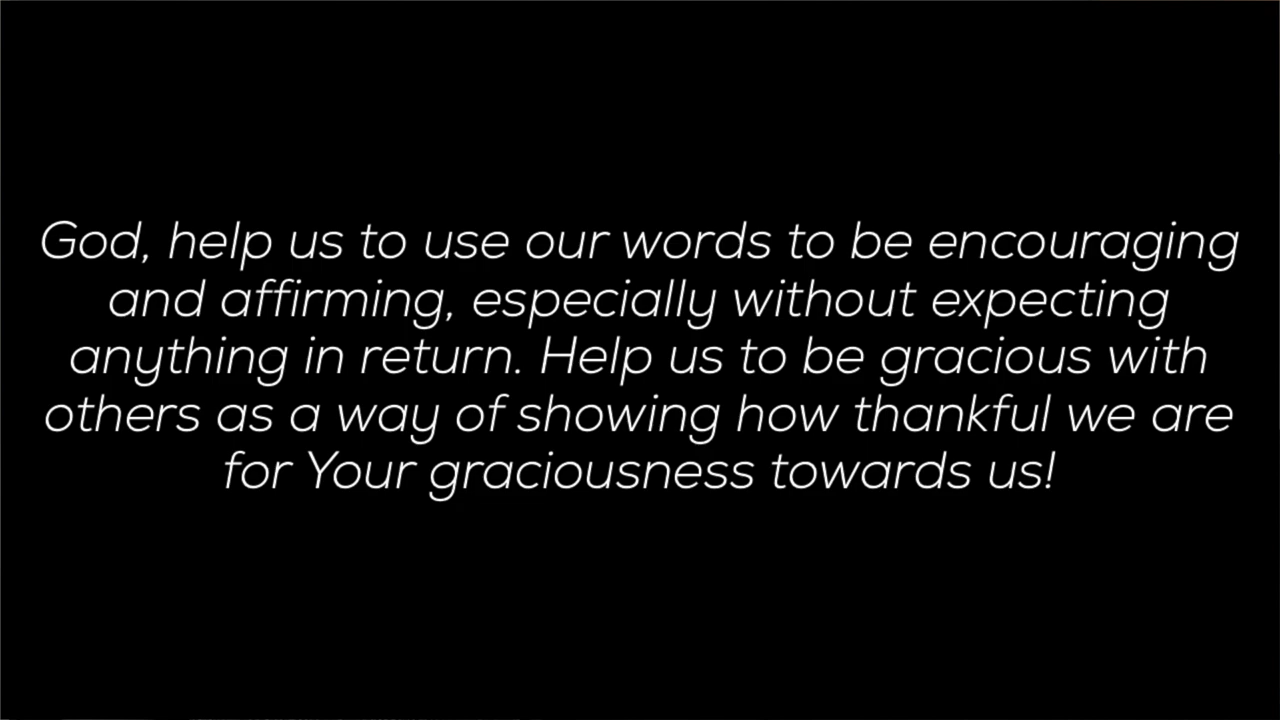 God, help us to use our words to be encouraging
and affirming, especially without expecting
anything in return. Help us to be gracious with
others as a way of showing how thankful we are
for Your graciousness towards us!